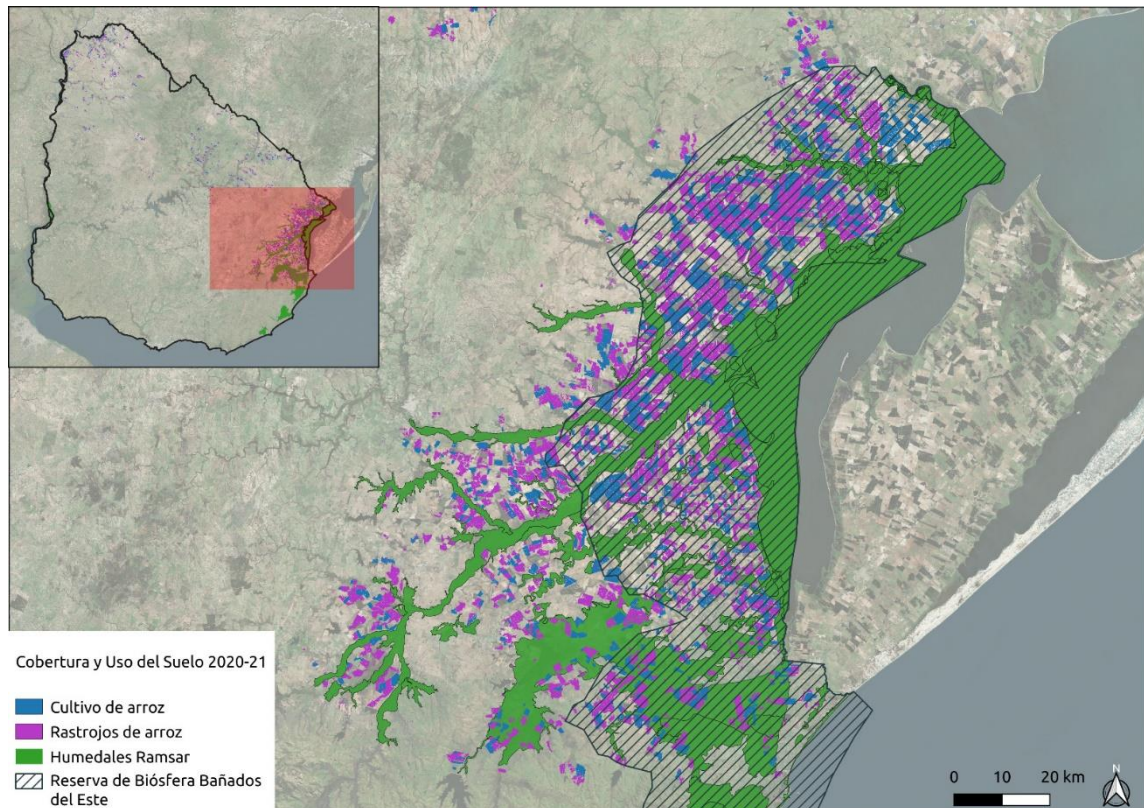 Cobertura y Uso del Suelo 2020-21
Cultivo de arroz
Rastrojos de arroz
Humedales Ramsar
Reserva de Biósfera Bañados
del Este
0 10 20 km
N